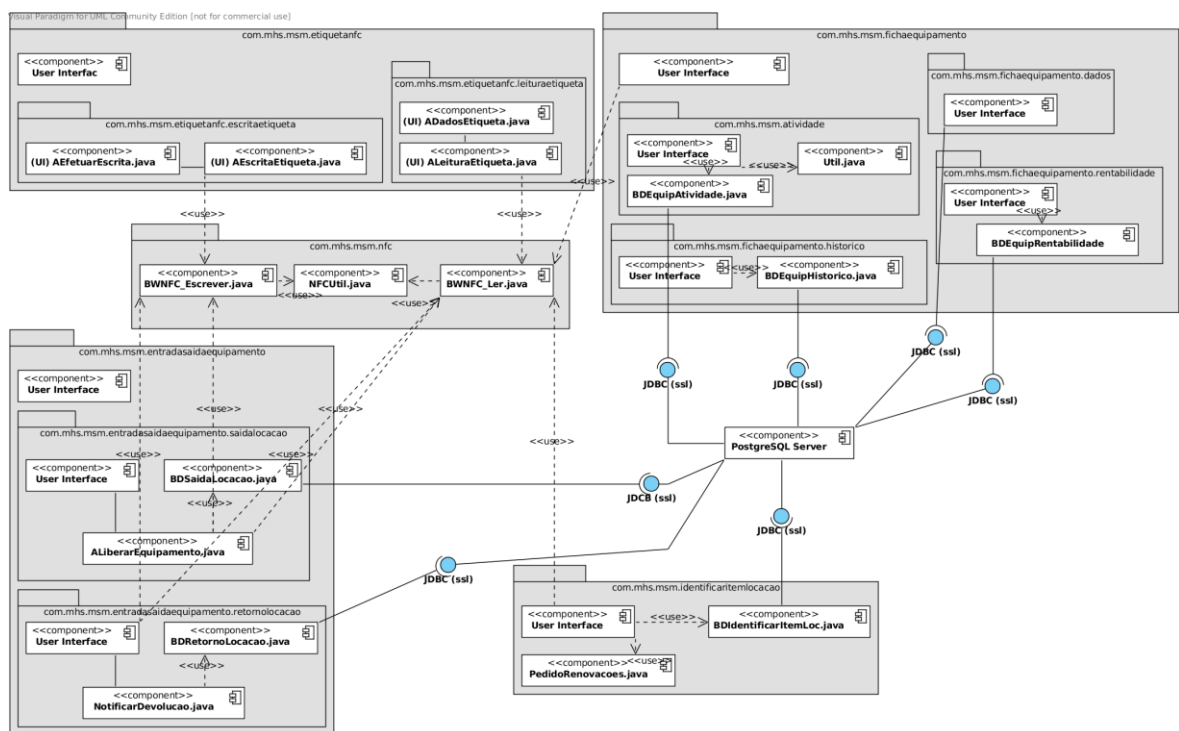 Visual Paradigm for UML Community Edition [not for commercial use]
com.mhs.msm.etiquetanfc
<<component>>
User Interfac
com.mhs.msm.etiquetanfc.leituraetiqueta
<<component>>
(UI) ADadosEtiqueta.java
<<component>>
(UI) ALeituraEtiqueta.java
com.mhs.msm.etiquetanfc.escritaetiqueta
<<component>>
(UI) AEfetuarEscrita.java
<<component>>
(UI) AEscritaEtiqueta.java
<<use>>
<<use>>
<<use>>
com.mhs.msm.fichaequipamento
<<component>>
User Interface
com.mhs.msm.fichaequipamento.dados
<<component>>
User Interface
com.mhs.msm.atividade
<<component>>
User Interface
<<use>>
<<use>>
<<component>>
Util.java
<<component>>
BDEquipAtividade.java
com.mhs.msm.fichaequipamento.rentabilidade
<<component>>
User Interface
<<use>>
<<component>>
BDEquipRentabilidade
com.mhs.msm.fichaequipamento.historico
<<component>>
User Interface
<<use>>
<<component>>
BDEquipHistorico.java
com.mhs.msm.nfc
<<component>>
BWNFC_Escrever.java
<<use>>
<<component>>
NFCUtil.java
<<use>>
<<component>>
BWNFC_Ler.java
JDBC (ssl)
JDBC (ssl)
JDBC (ssl)
JDBC (ssl)
com.mhs.msm.entradasaidaequipamento
<<component>>
User Interface
<<use>>
<<use>>
com.mhs.msm.entradasaidaequipamento.saidalocacao
<<use>>
<<component>>
User Interface
<<component>>
BDSaidaLocacao.java
<<use>>
<<component>>
ALiberarEquipamento.java
<<use>>
<<component>>
PostgreSQL Server
JDCB (ssl)
JDBC (ssl)
JDBC (ssl)
com.mhs.msm.entradasaidaequipamento.retornolocacao
<<component>>
User Interface
<<component>>
BDRetornoLocacao.java
<<use>>
<<component>>
NotificarDevolucao.java
com.mhs.msm.identificaritemlocacao
<<component>>
User Interface
<<use>>
<<component>>
BDIdentificarItemLoc.java
<<component>>
PedidoRenovacoes.java
<<use>>